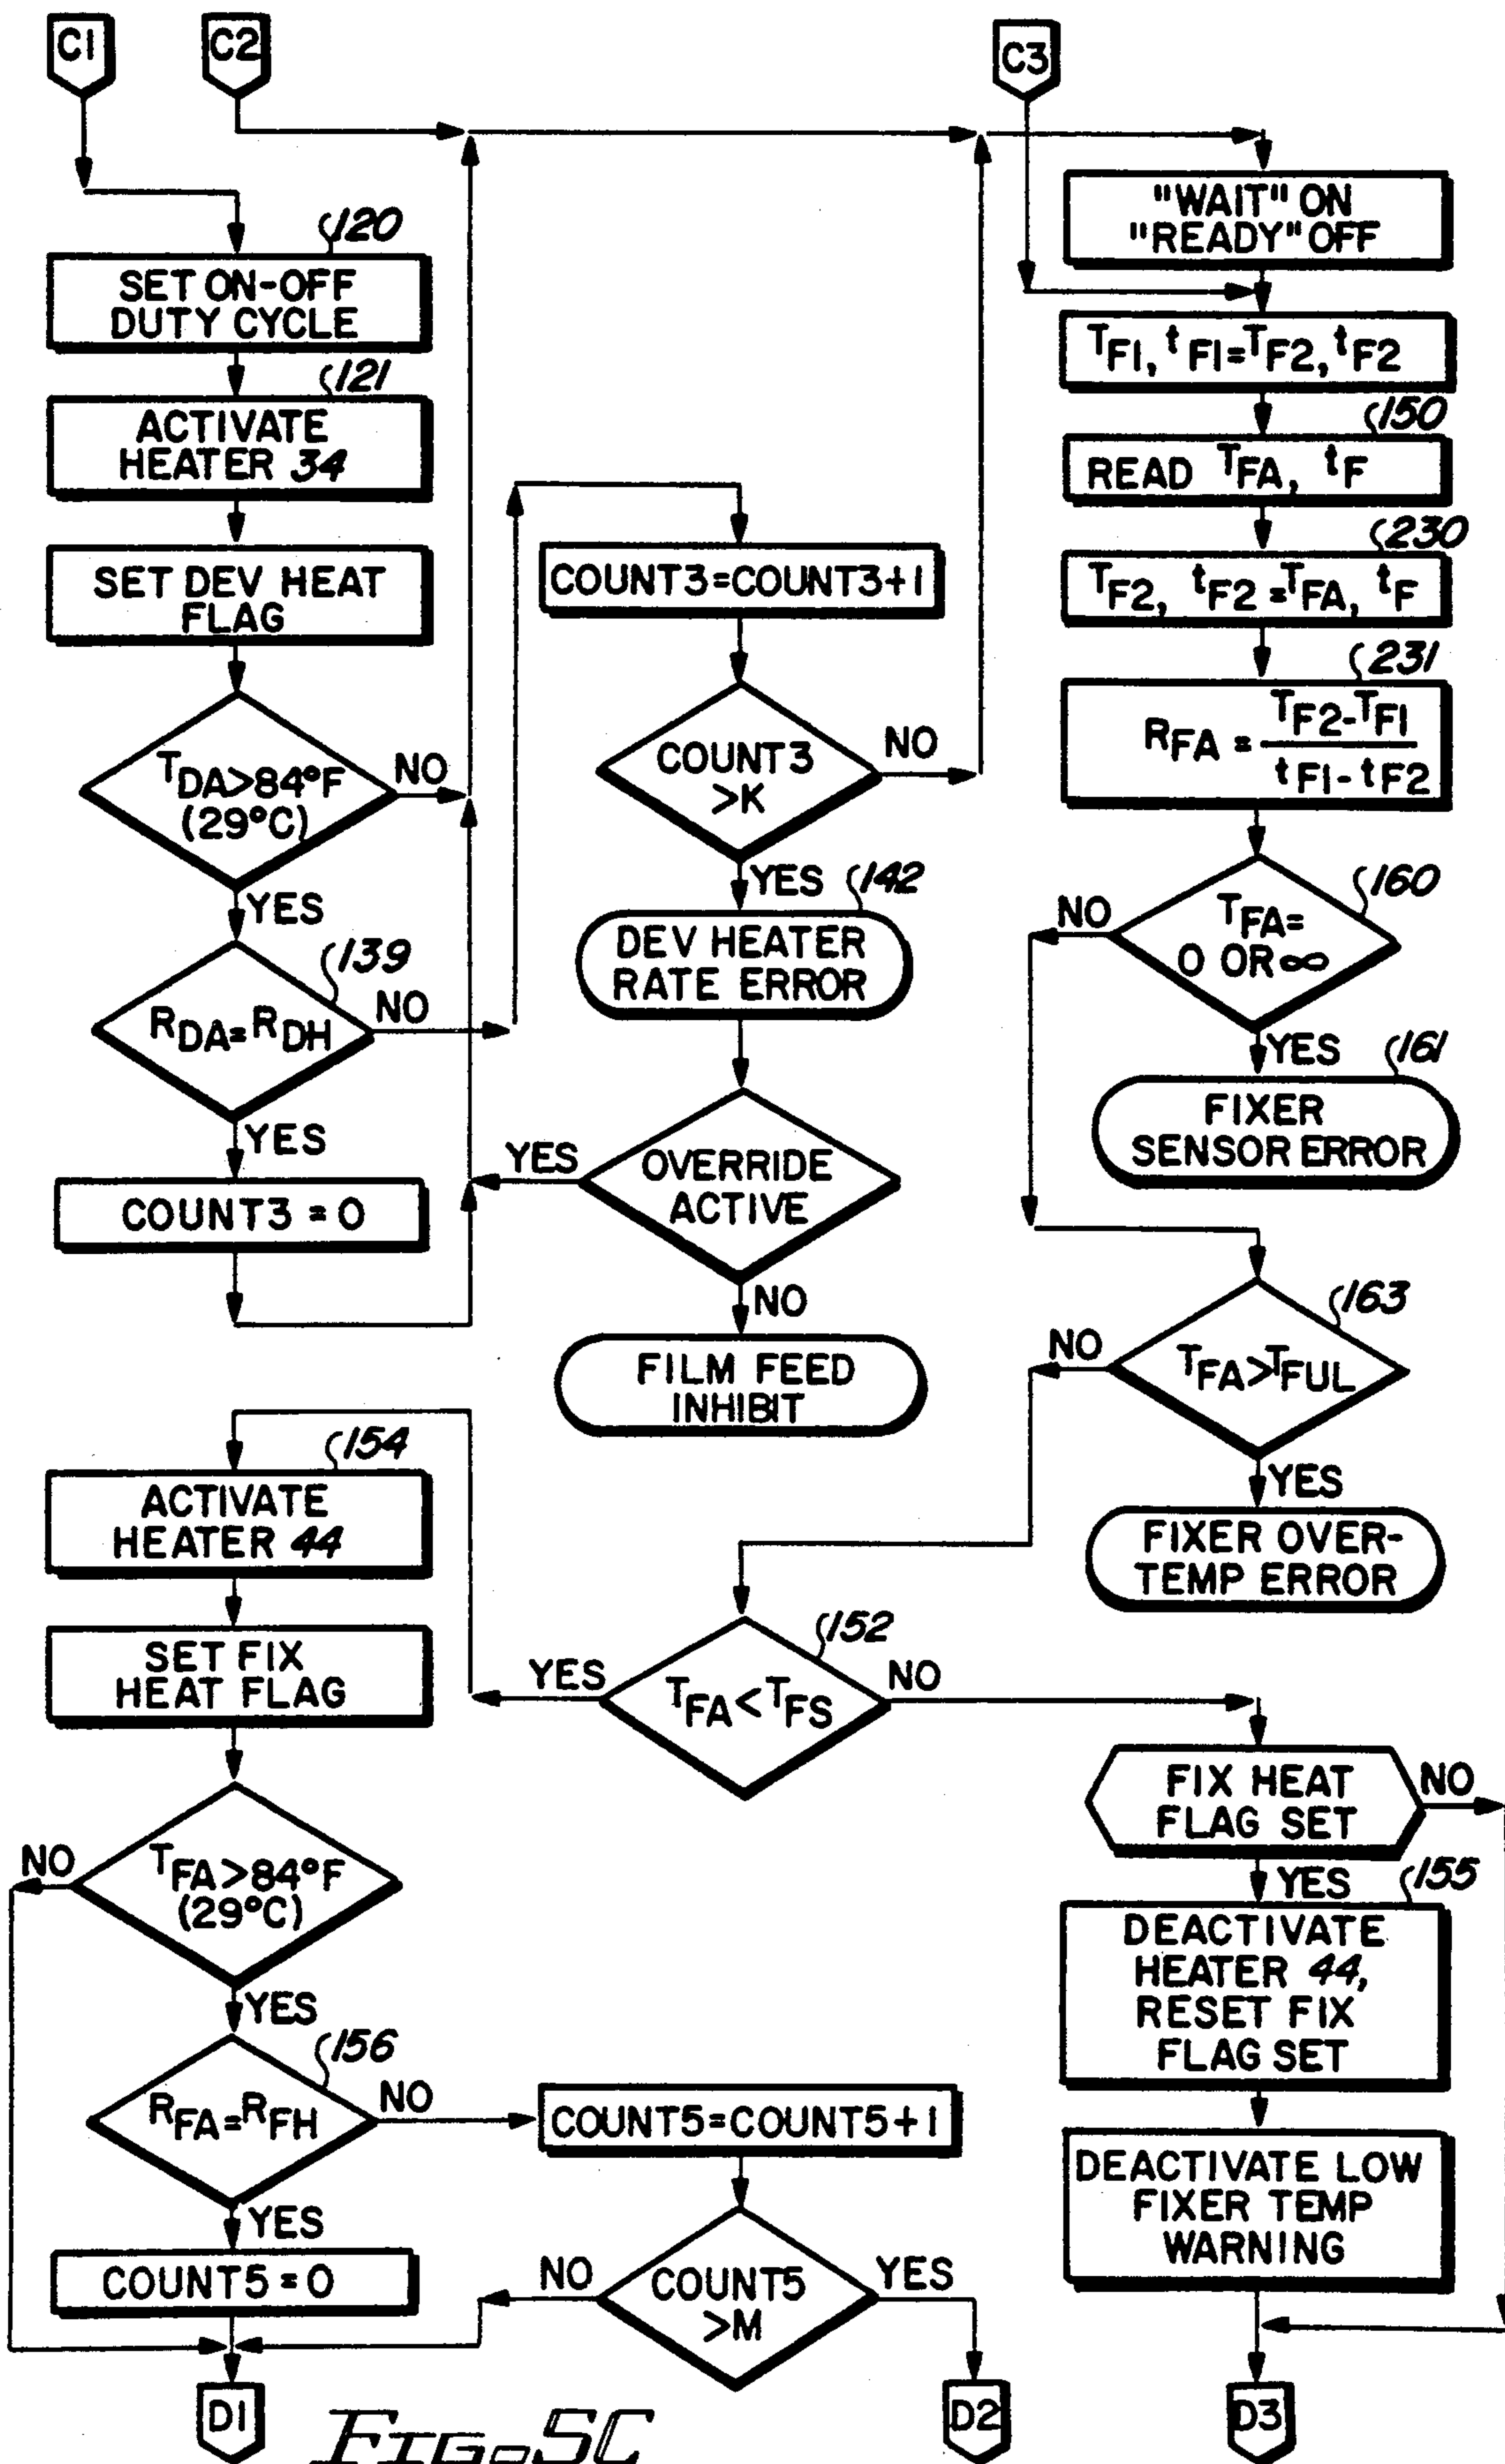 C1
C2
C3
120
SET ON-OFF
DUTY CYCLE
121
ACTIVATE
HEATER 34
SET DEV HEAT
FLAG
TDA>84°F
(29°C)
NO
YES
139
RDA=RDH
NO
YES
COUNT3=0
COUNT3=COUNT3+1
COUNT3
>K
NO
YES
142
DEV HEATER
RATE ERROR
OVERRIDE
ACTIVE
YES
NO
FILM FEED
INHIBIT
"WAIT" ON
"READY" OFF
TF1, tF1=TF2, tF2
150
READ TFA, tF
230
TF2, tF2=TFA, tF
231
RFA = TF2-TF1
tF1-tF2
160
TFA=
0 OR ∞
NO
YES
161
FIXER
SENSOR ERROR
163
TFA>TFUL
NO
YES
FIXER OVER-
TEMP ERROR
152
TFA<TFS
YES
NO
154
ACTIVATE
HEATER 44
SET FIX
HEAT FLAG
TFA>84°F
(29°C)
NO
YES
156
RFA=RFH
NO
YES
COUNT5=0
COUNT5=COUNT5+1
COUNT5
>M
NO
YES
FIX HEAT
FLAG SET
NO
YES
155
DEACTIVATE
HEATER 44,
RESET FIX
FLAG SET
DEACTIVATE LOW
FIXER TEMP
WARNING
D1
D2
D3
FIG. 5C